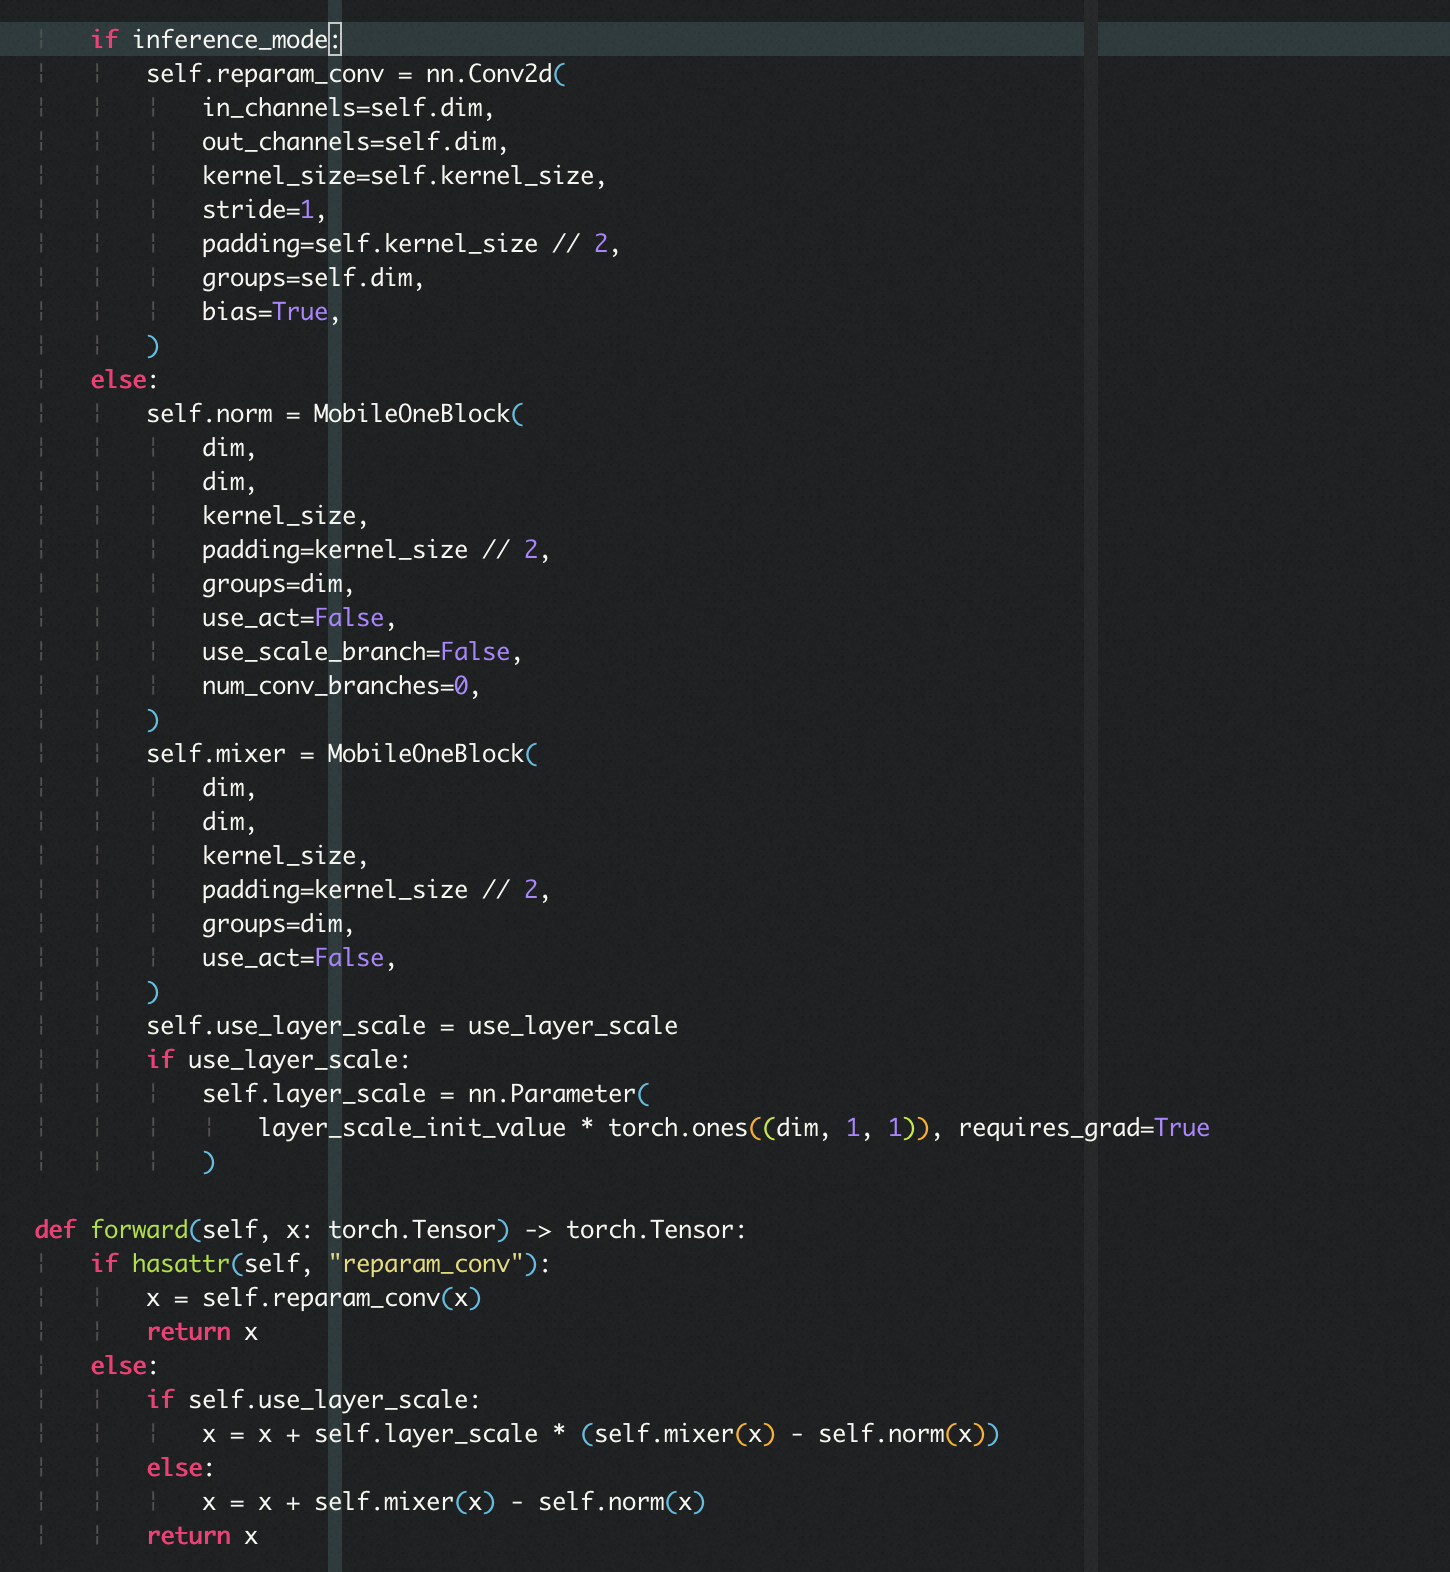 if inference_mode:
self.reparam_conv = nn.Conv2d(
in_channels=self.dim,
out_channels=self.dim,
kernel_size=self.kernel_size,
stride=1,
padding=self.kernel_size // 2,
groups=self.dim,
bias=True,
)
else:
self.norm = MobileOneBlock(
dim,
dim,
kernel_size,
padding=kernel_size // 2,
groups=dim,
use_act=False,
use_scale_branch=False,
num_conv_branches=0,
)
self.mixer = MobileOneBlock(
dim,
dim,
kernel_size,
padding=kernel_size // 2,
groups=dim,
use_act=False,
)
self.use_layer_scale = use_layer_scale
if use_layer_scale:
self.layer_scale = nn.Parameter(
layer_scale_init_value * torch.ones((dim, 1, 1)), requires_grad=True
)
def forward(self, x: torch.Tensor) -> torch.Tensor:
if hasattr(self, "reparam_conv"):
x = self.reparam_conv(x)
return x
else:
if self.use_layer_scale:
x = x + self.layer_scale * (self.mixer(x) - self.norm(x))
else:
x = x + self.mixer(x) - self.norm(x)
return x